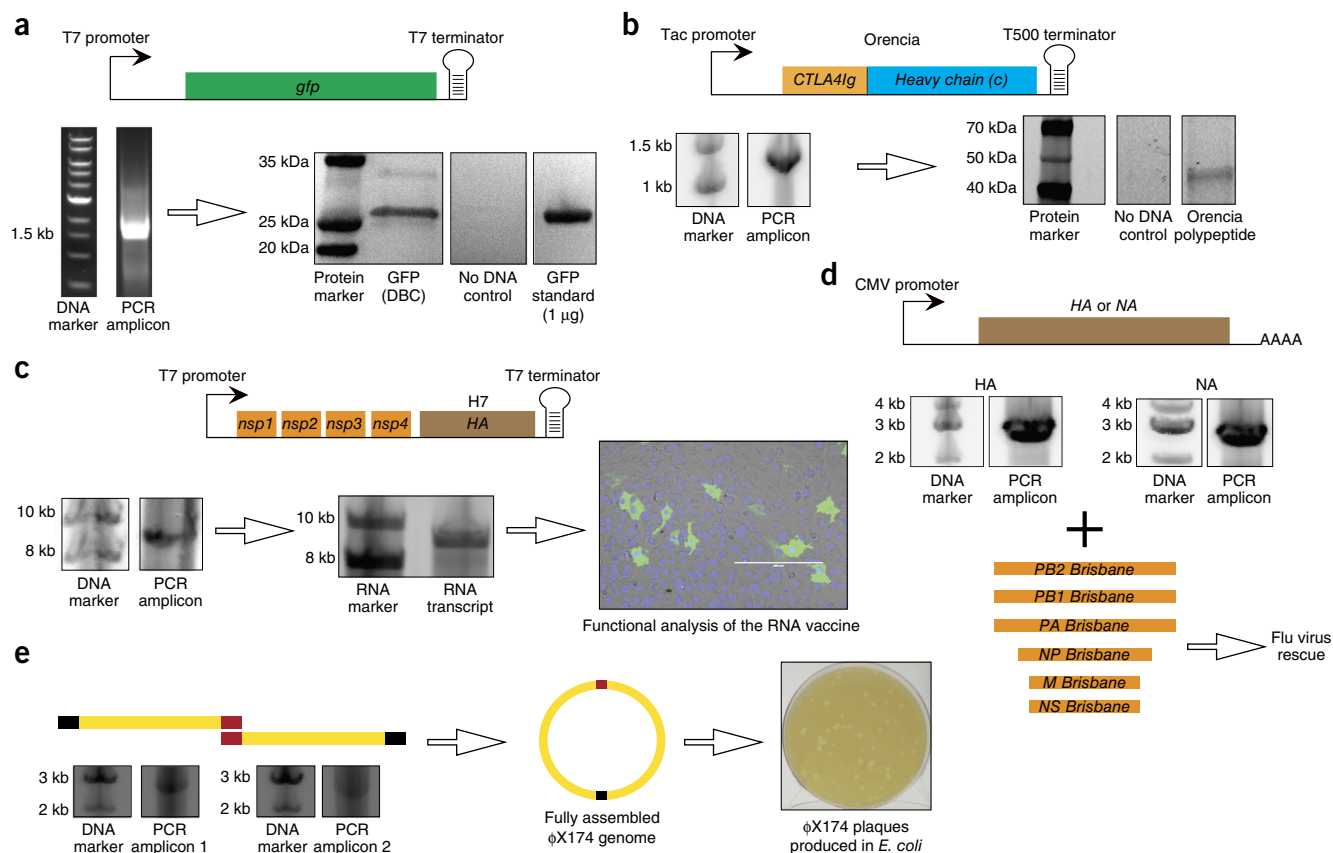 a
T7 promoter
T7 terminator
gfp
1.5 kb
DNA
marker
PCR
amplicon
35 kDa
25 kDa
20 kDa
Protein
marker
GFP
(DBC)
No DNA
control
GFP
standard
(1 µg)
b
Tac promoter
Orencia
T500 terminator
CTLA4Ig
Heavy chain (c)
1.5 kb
1 kb
DNA
marker
PCR
amplicon
70 kDa
50 kDa
40 kDa
Protein
marker
No DNA
control
Orencia
polypeptide
c
T7 promoter
T7 terminator
H7
nsp1
nsp2
nsp3
nsp4
HA
10 kb
8 kb
DNA
marker
PCR
amplicon
10 kb
8 kb
RNA
marker
RNA
transcript
Functional analysis of the RNA vaccine
d
CMV promoter
HA or NA
AAAA
HA
4 kb
3 kb
2 kb
DNA
marker
PCR
amplicon
NA
4 kb
3 kb
2 kb
DNA
marker
PCR
amplicon
PB2 Brisbane
PB1 Brisbane
PA Brisbane
NP Brisbane
M Brisbane
NS Brisbane
Flu virus
rescue
e
3 kb
2 kb
DNA
marker
PCR
amplicon 1
3 kb
2 kb
DNA
marker
PCR
amplicon 2
Fully assembled
ϕX174 genome
ϕX174 plaques
produced in E. coli